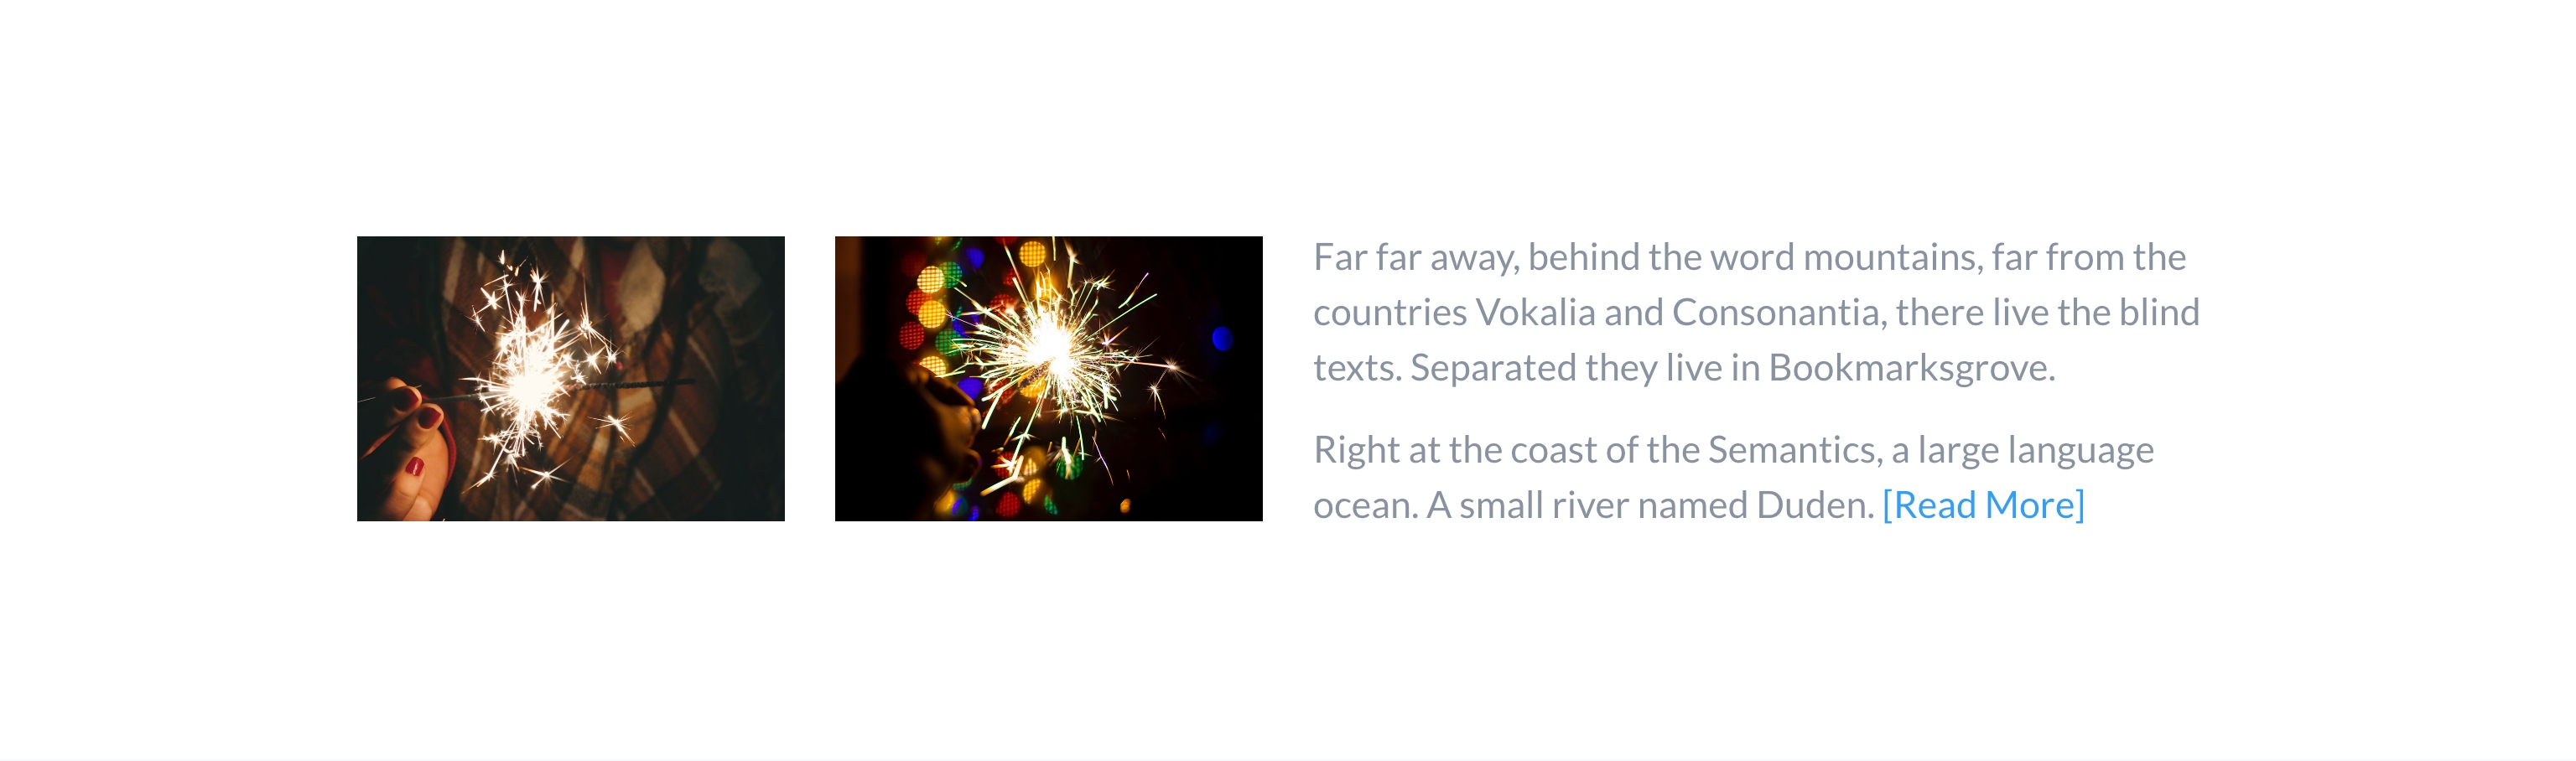 Far far away, behind the word mountains, far from the
countries Vokalia and Consonantia, there live the blind
texts. Separated they live in Bookmarksgrove.
Right at the coast of the Semantics, a large language
ocean. A small river named Duden. [Read More]